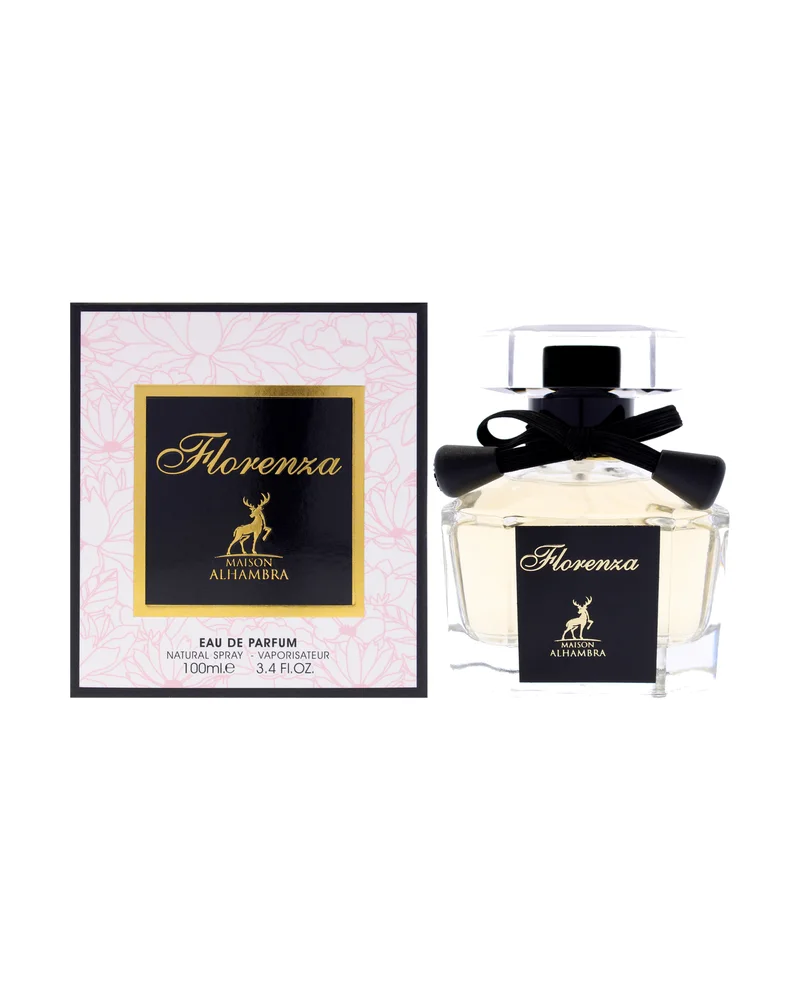 Florenza
MAISON
ALHAMBRA
EAU DE PARFUM
NATURAL SPRAY - VAPORISATEUR
100ml.e 3.4 FL.OZ.
Florenza
MAISON
ALHAMBRA